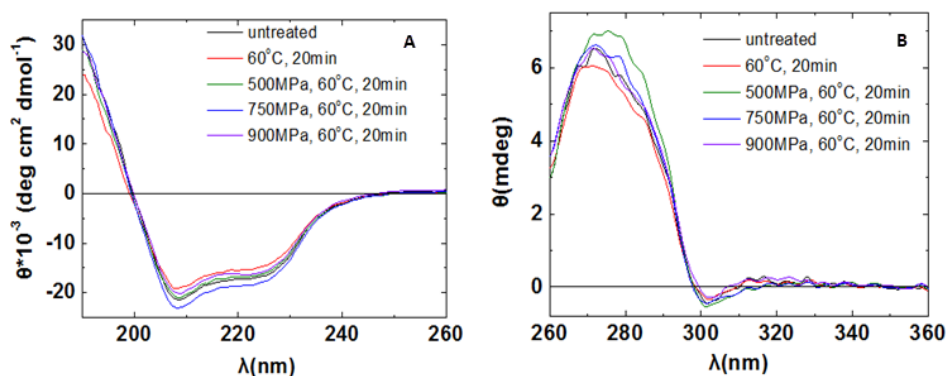 A
untreated
60°C, 20min
500MPa, 60°C, 20min
750MPa, 60°C, 20min
900MPa, 60°C, 20min
θ*10⁻³ (deg cm² dmol⁻¹)
30
20
10
0
-10
-20
200 220 240 260
λ(nm)
B
untreated
60°C, 20min
500MPa, 60°C, 20min
750MPa, 60°C, 20min
900MPa, 60°C, 20min
θ(mdeg)
6
4
2
0
260 280 300 320 340 360
λ(nm)